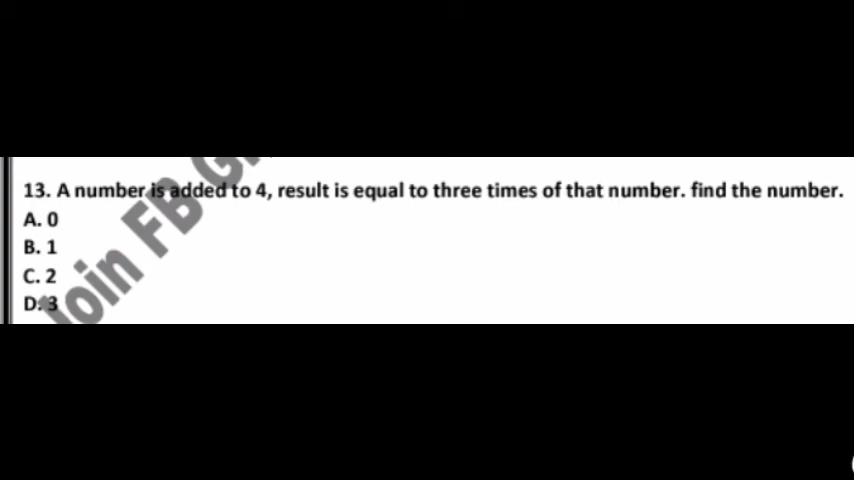 13. A number is added to 4, result is equal to three times of that number. find the number.
A. 0
B. 1
C. 2
D. 3
Join FB